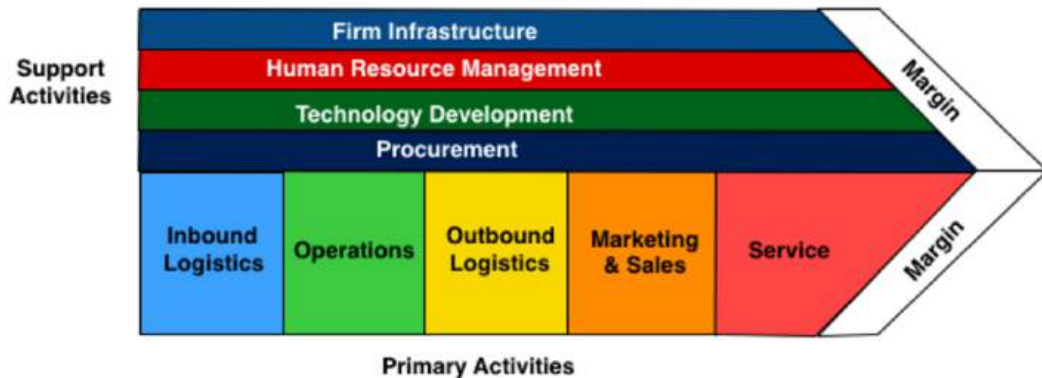 Firm Infrastructure
Support
Activities
Human Resource Management
Technology Development
Procurement
Margin
Inbound
Logistics
Operations
Outbound
Logistics
Marketing
& Sales
Service
Margin
Primary Activities